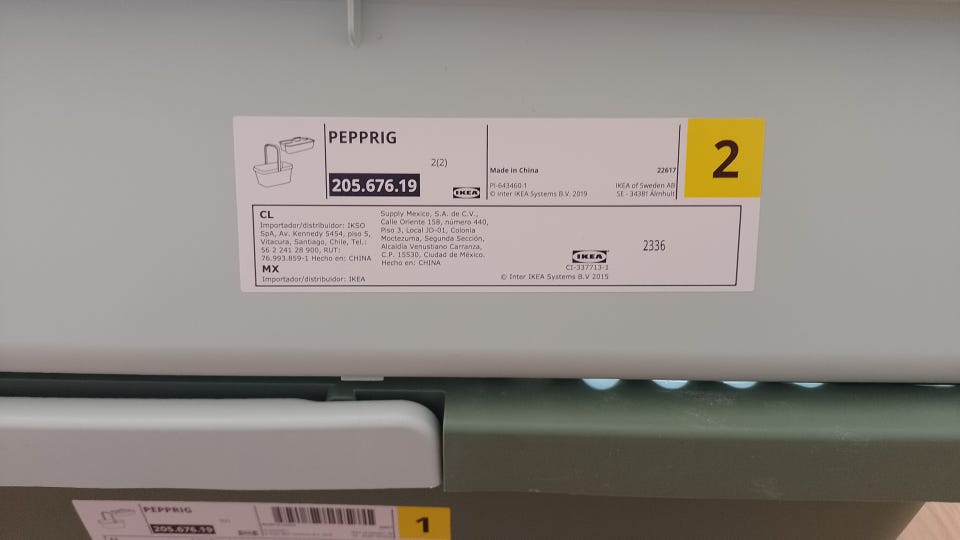 PEPPRIG
2(2)
205.676.19
IKEA
Made in China
22617
PI-643460-1
© Inter IKEA Systems B.V. 2019
IKEA of Sweden AB
SE - 34381 Älmhult
2
CL
Importador/distribuidor: IKSO
SpA, Av. Kennedy 5454, piso 5,
Vitacura, Santiago, Chile, Tel.:
56 2 241 28 900, RUT:
76.993.859-1 Hecho en: CHINA
MX
Importador/distribuidor: IKEA
Supply Mexico, S.A. de C.V.,
Calle Oriente 158, número 440,
Piso 3, Local JO-01, Colonia
Moctezuma, Segunda Sección,
Alcaldía Venustiano Carranza,
C.P. 15530, Ciudad de México.
Hecho en: CHINA
IKEA
CI-337713-1
© Inter IKEA Systems B.V 2015
2336
PEPPRIG
205.676.19
1